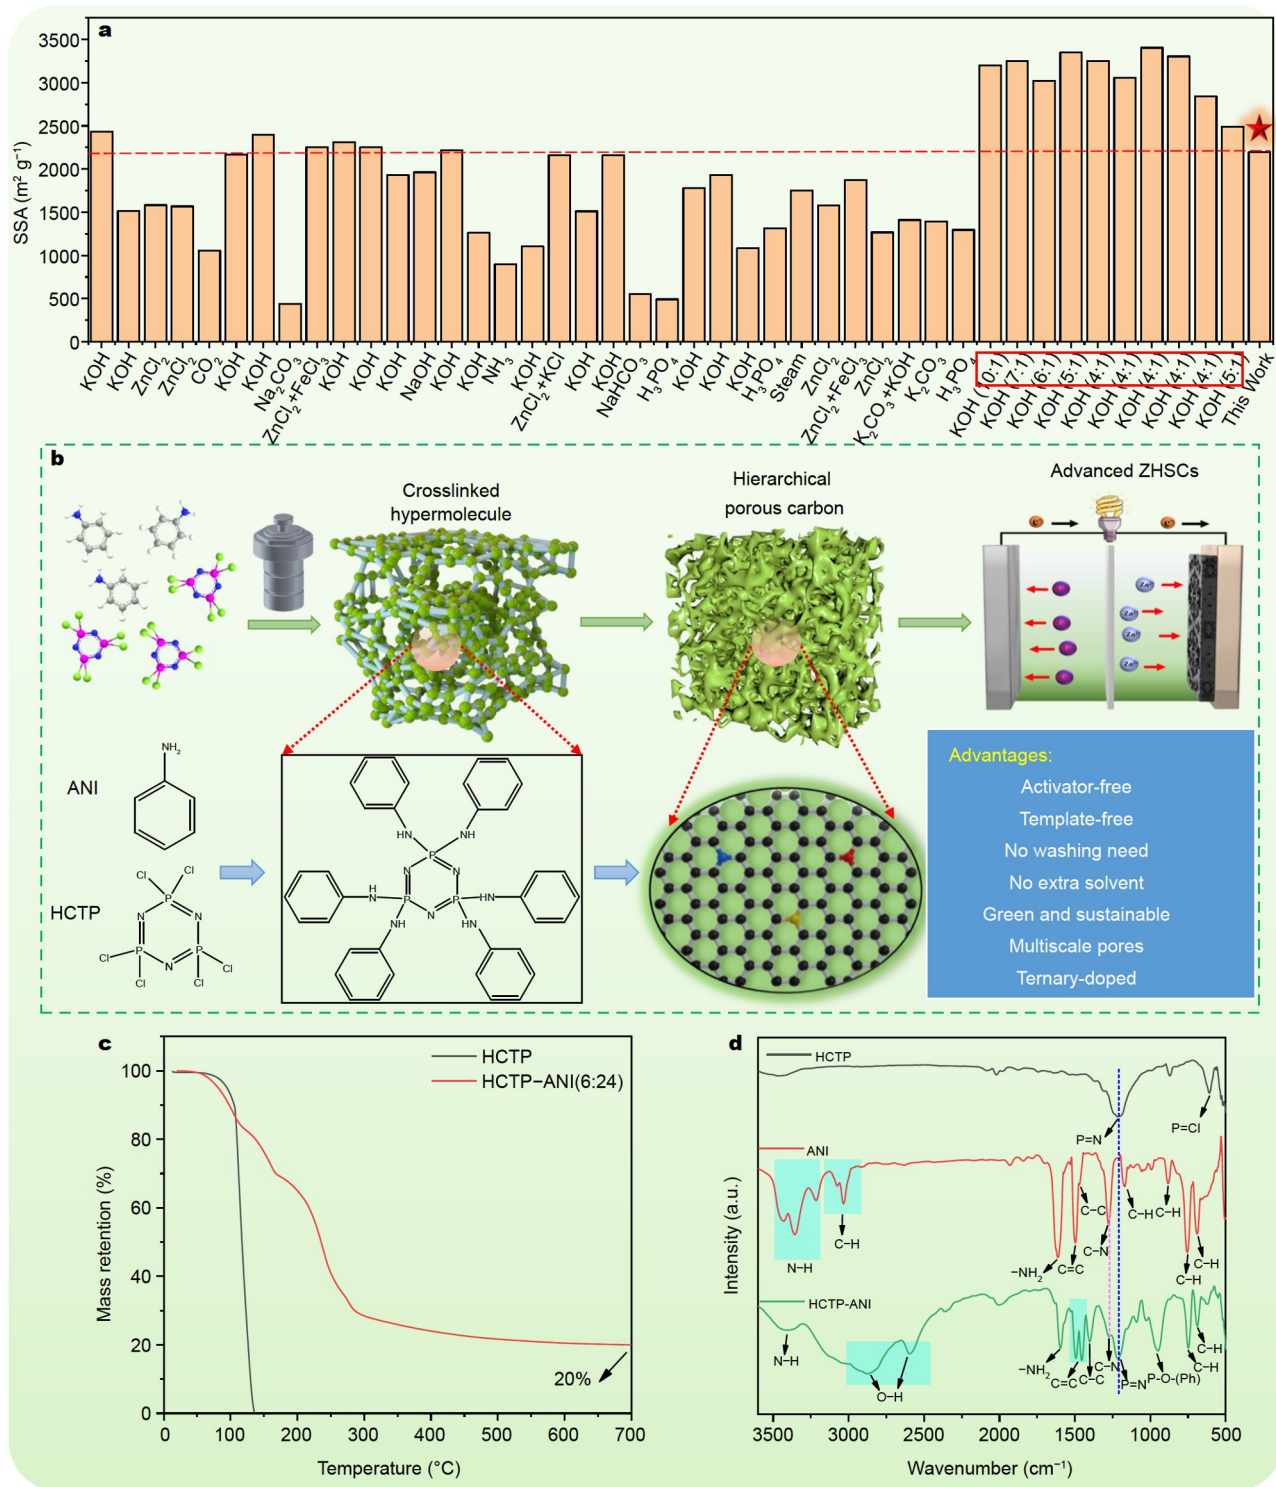 a
SSA (m² g⁻¹)
3500
3000
2500
2000
1500
1000
500
0
KOH
KOH
ZnCl₂
ZnCl₂
CO₂
KOH
KOH
Na₂CO₃
ZnCl₂+FeCl₃
KOH
KOH
KOH
NaOH
KOH
KOH
NH₃
KOH
ZnCl₂+KCl
KOH
KOH
NaHCO₃
H₃PO₄
KOH
KOH
KOH
H₃PO₄
Steam
ZnCl₂
ZnCl₂+FeCl₃
ZnCl₂
K₂CO₃+KOH
K₂CO₃
H₃PO₄
KOH (10:1)
KOH (7:1)
KOH (6:1)
KOH (5:1)
KOH (4:1)
KOH (4:1)
KOH (4:1)
KOH (4:1)
KOH (4:1)
KOH (5:1)
This Work
b
Crosslinked
hypermolecule
Hierarchical
porous carbon
Advanced ZHSCs
e e
Zn²⁺
Zn²⁺
Zn²⁺
Zn²⁺
ANI
NH₂
HCTP
Cl Cl
P
N N
Cl P P Cl
N
Cl Cl
HN NH
P
N N
H
N P P HN
N
NH HN
Advantages:
Activator-free
Template-free
No washing need
No extra solvent
Green and sustainable
Multiscale pores
Ternary-doped
c
HCTP
HCTP−ANI(6:24)
Mass retention (%)
100
80
60
40
20
0
20%
0 100 200 300 400 500 600 700
Temperature (°C)
d
HCTP
P=N
P=Cl
ANI
N−H
C−H
−NH₂
C=C
C−C
C−N
C−H
C−H
C−H
C−H
HCTP-ANI
N−H
O−H
−NH₂
C=C
C−C
C−N
P=N
P-O-(Ph)
C−H
C−H
Intensity (a.u.)
3500 3000 2500 2000 1500 1000 500
Wavenumber (cm⁻¹)